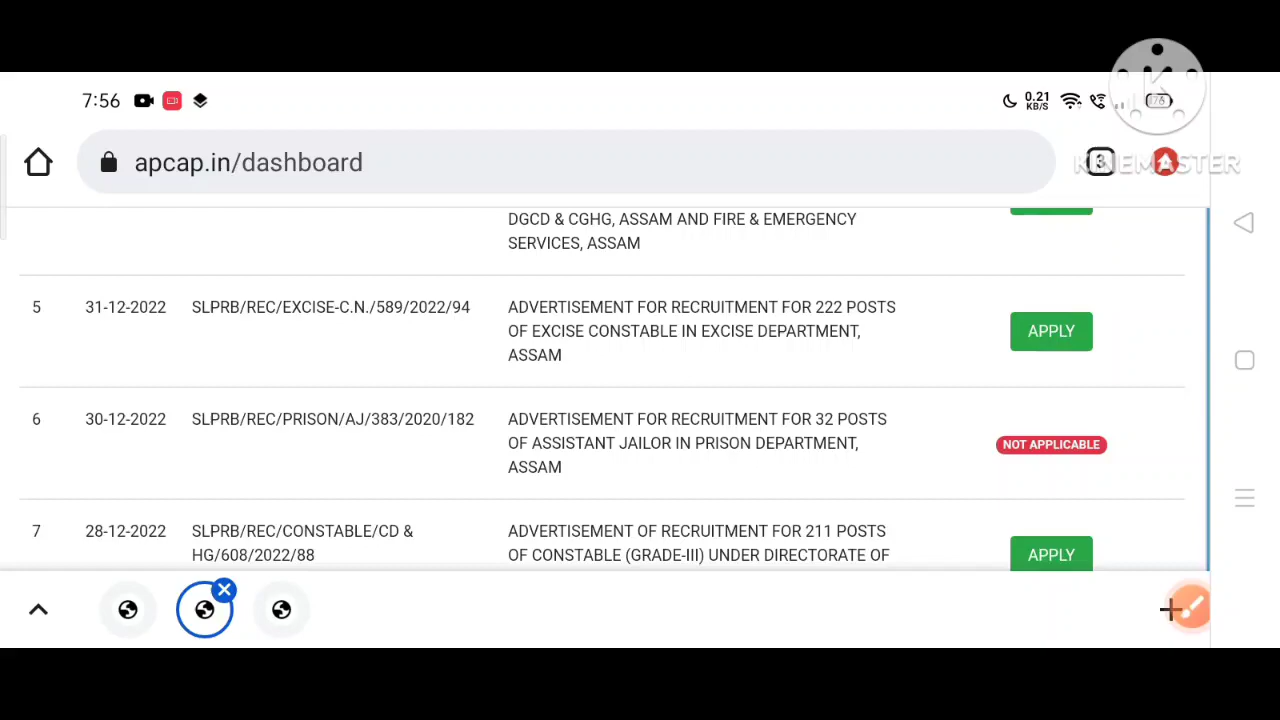 7:56
0.21
KB/S
KINEMASTER
apcap.in/dashboard
3
DGCD & CGHG, ASSAM AND FIRE & EMERGENCY
SERVICES, ASSAM
5 31-12-2022 SLPRB/REC/EXCISE-C.N./589/2022/94 ADVERTISEMENT FOR RECRUITMENT FOR 222 POSTS
OF EXCISE CONSTABLE IN EXCISE DEPARTMENT,
ASSAM
APPLY
6 30-12-2022 SLPRB/REC/PRISON/AJ/383/2020/182 ADVERTISEMENT FOR RECRUITMENT FOR 32 POSTS
OF ASSISTANT JAILOR IN PRISON DEPARTMENT,
ASSAM
NOT APPLICABLE
7 28-12-2022 SLPRB/REC/CONSTABLE/CD & ADVERTISEMENT OF RECRUITMENT FOR 211 POSTS
HG/608/2022/88 OF CONSTABLE (GRADE-III) UNDER DIRECTORATE OF
APPLY